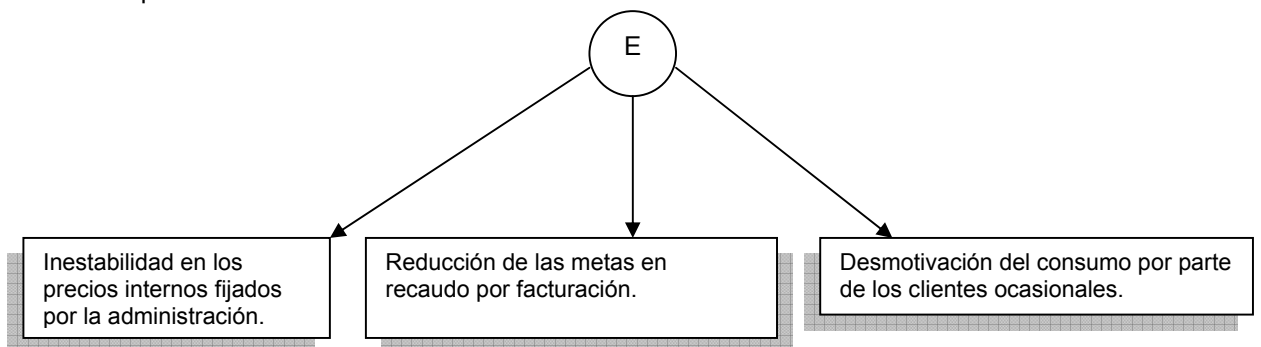 E
Inestabilidad en los
precios internos fijados
por la administración.
Reducción de las metas en
recaudo por facturación.
Desmotivación del consumo por parte
de los clientes ocasionales.